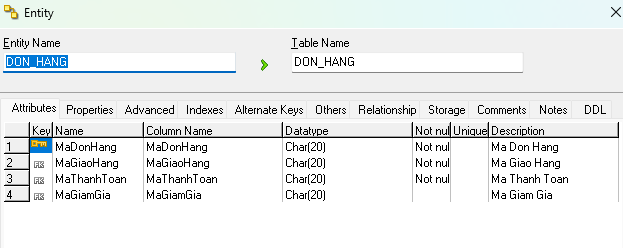 Entity
Entity Name Table Name
DON_HANG DON_HANG
Attributes Properties Advanced Indexes Alternate Keys Others Relationship Storage Comments Notes DDL
Key Name Column Name Datatype Not nul Unique Description
1 MaDonHang MaDonHang Char(20) Not nul Ma Don Hang
2 FK MaGiaoHang MaGiaoHang Char(20) Not nul Ma Giao Hang
3 FK MaThanhToan MaThanhToan Char(20) Not nul Ma Thanh Toan
4 FK MaGiamGia MaGiamGia Char(20) Ma Giam Gia